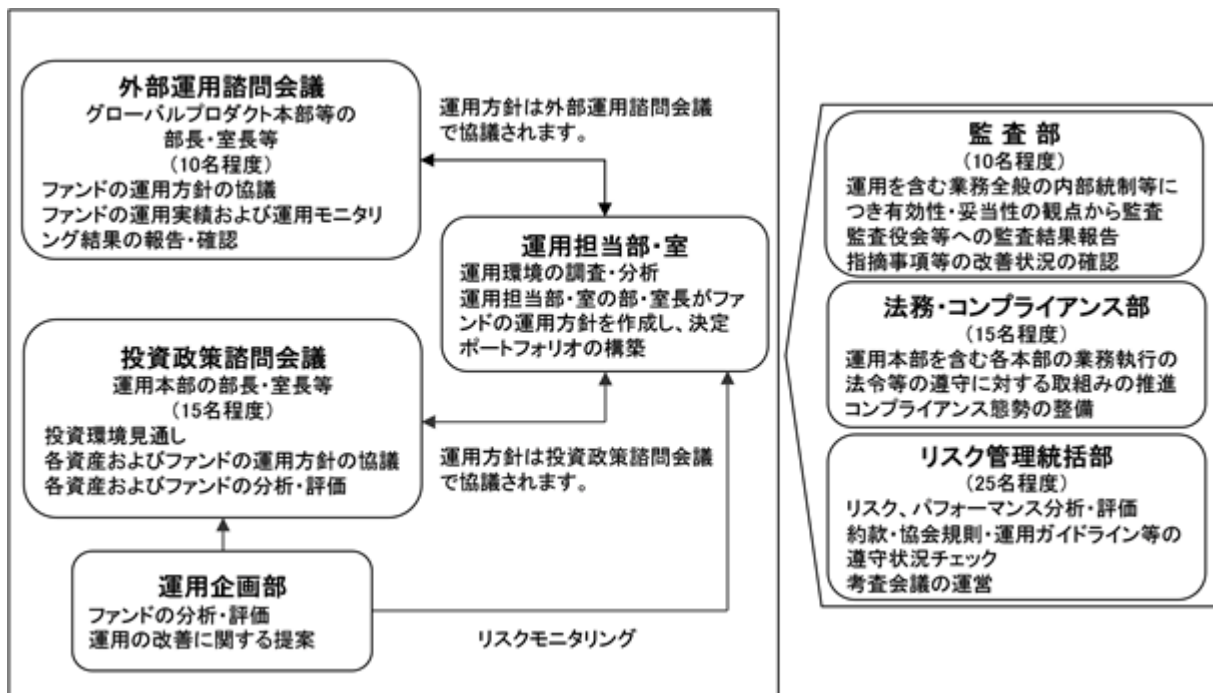 外部運用諮問会議
グローバルプロダクト本部等の
部長・室長等
(10名程度)
ファンドの運用方針の協議
ファンドの運用実績および運用モニタリ
ング結果の報告・確認
運用方針は外部運用諮問会議
で協議されます。
運用担当部・室
運用環境の調査・分析
運用担当部・室の部・室長がファ
ンドの運用方針を作成し、決定
ポートフォリオの構築
投資政策諮問会議
運用本部の部長・室長等
(15名程度)
投資環境見通し
各資産およびファンドの運用方針の協議
各資産およびファンドの分析・評価
運用方針は投資政策諮問会議
で協議されます。
運用企画部
ファンドの分析・評価
運用の改善に関する提案
リスクモニタリング
監査部
(10名程度)
運用を含む業務全般の内部統制等に
つき有効性・妥当性の観点から監査
監査役会等への監査結果報告
指摘事項等の改善状況の確認
法務・コンプライアンス部
(15名程度)
運用本部を含む各本部の業務執行の
法令等の遵守に対する取組みの推進
コンプライアンス態勢の整備
リスク管理統括部
(25名程度)
リスク、パフォーマンス分析・評価
約款・協会規則・運用ガイドライン等の
遵守状況チェック
考査会議の運営